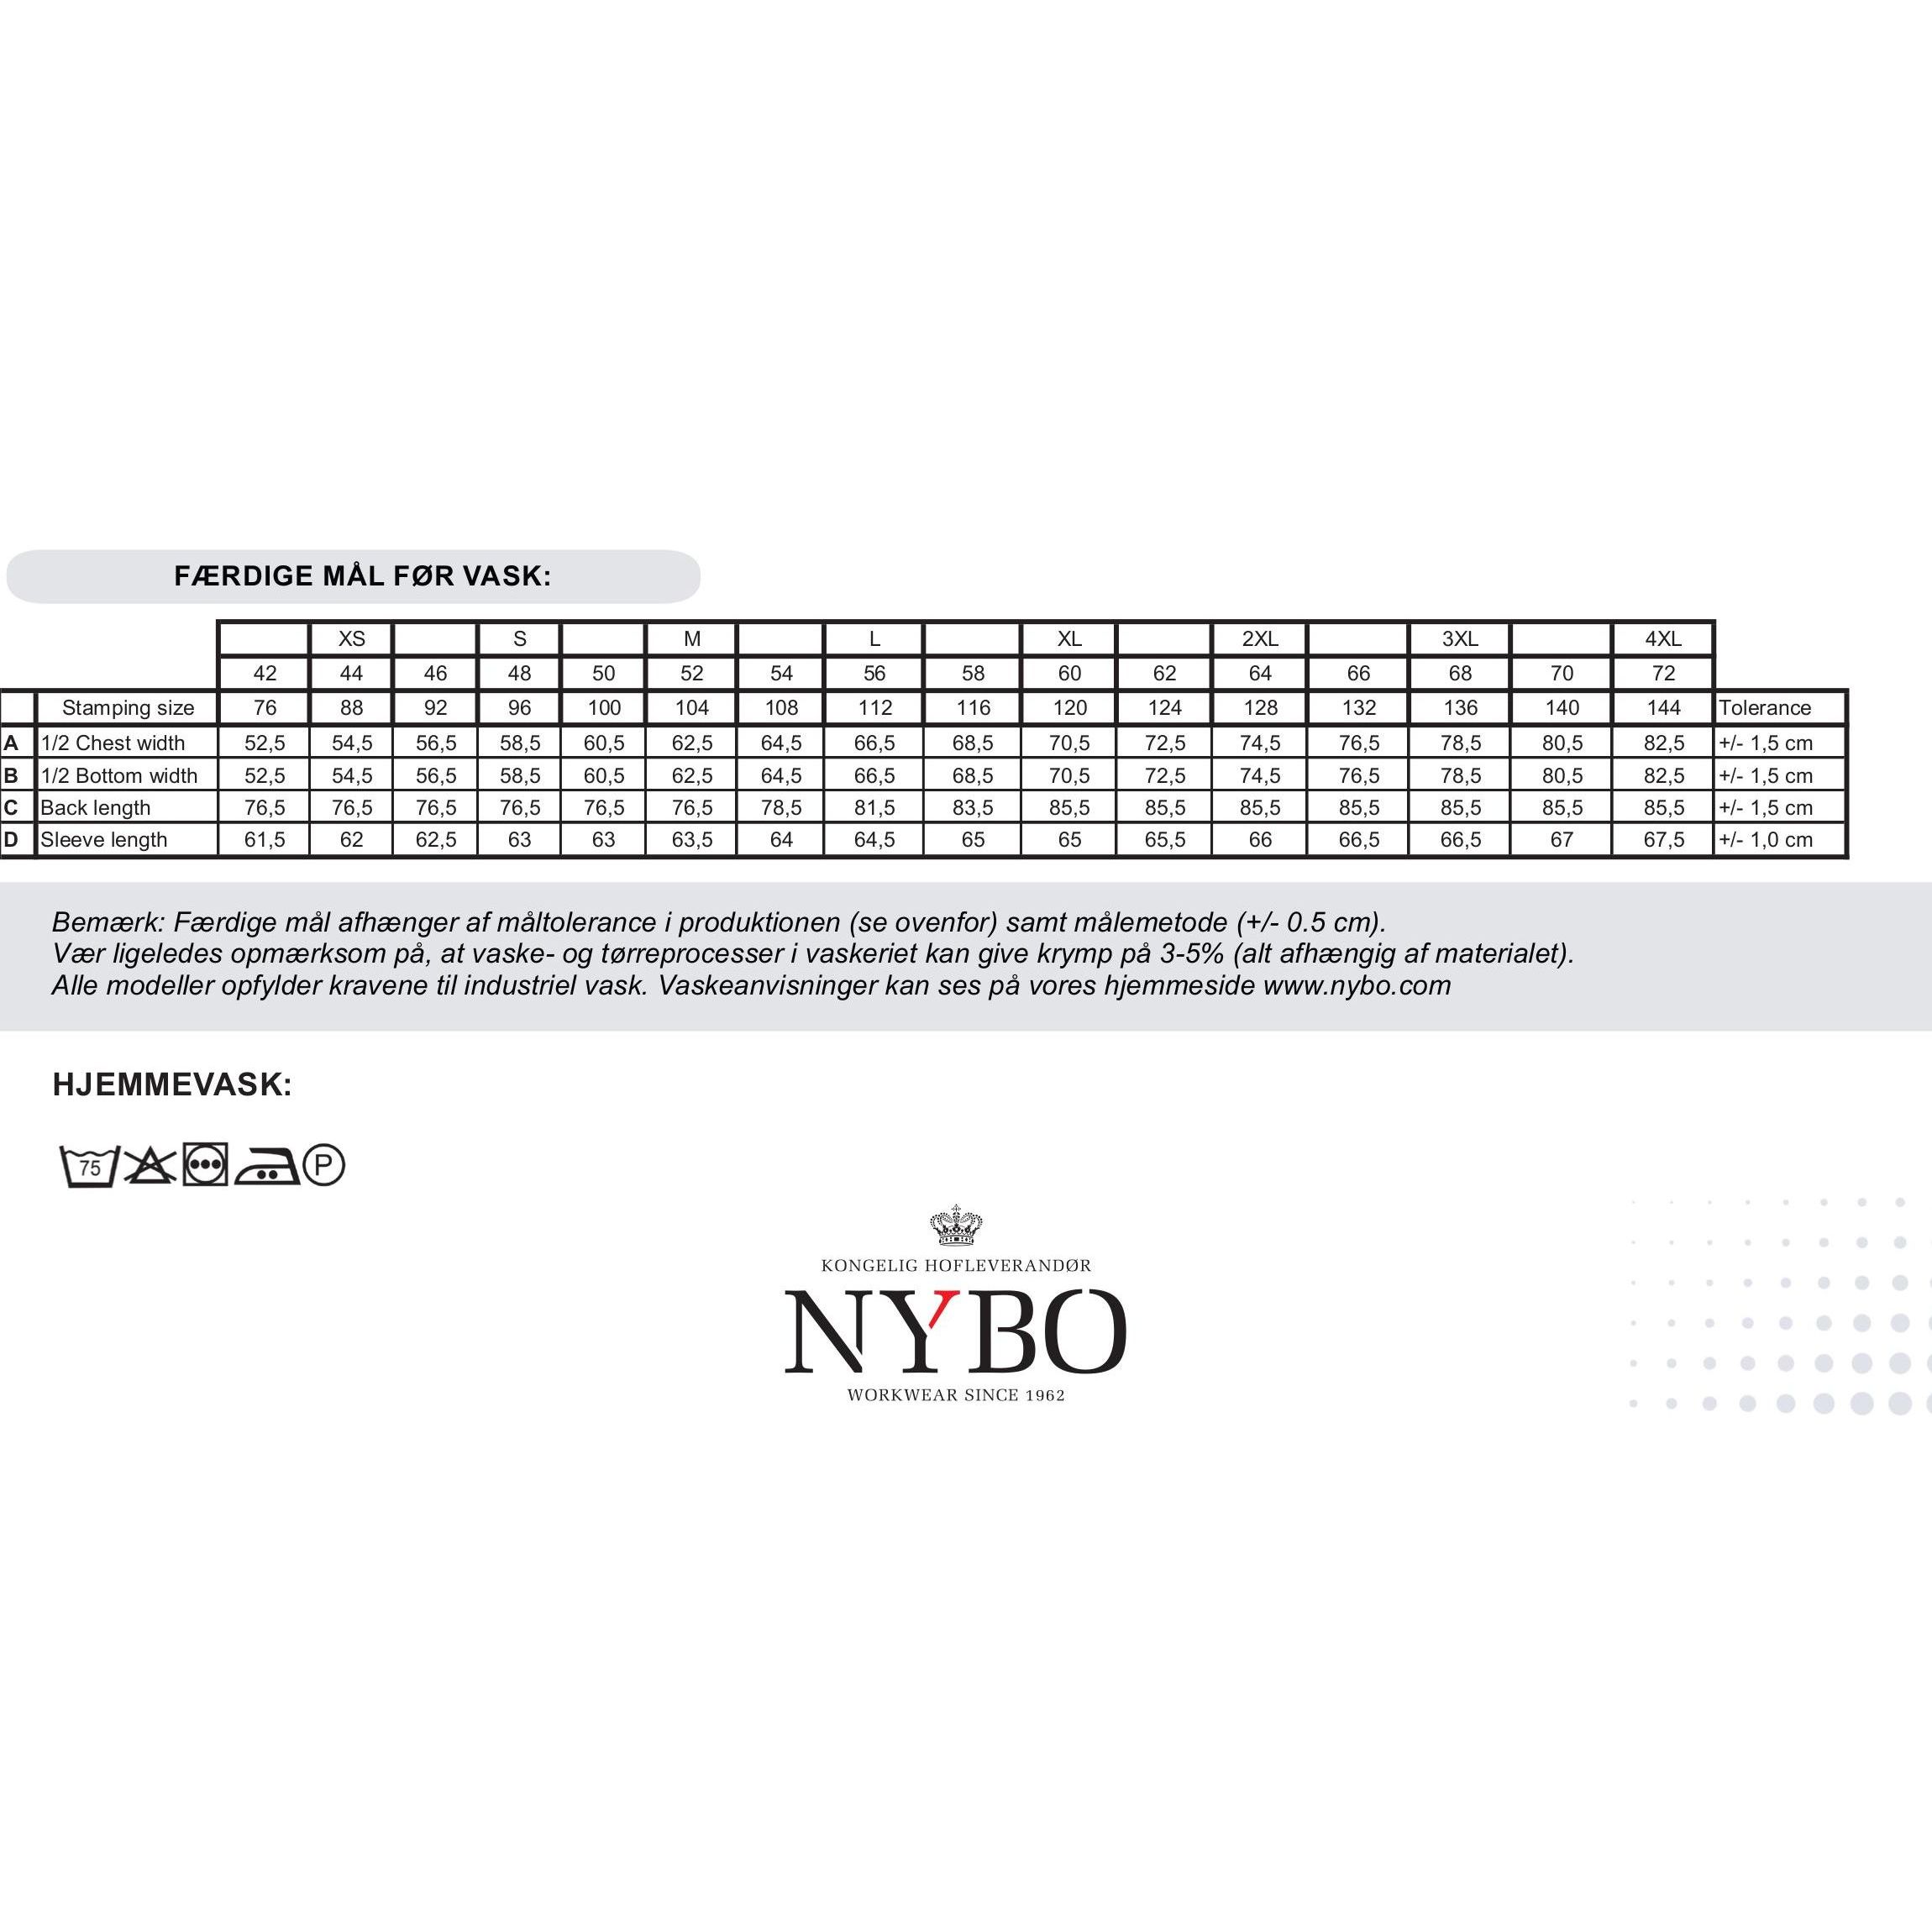 FÆRDIGE MÅL FØR VASK:
XS S M L XL 2XL 3XL 4XL
42 44 46 48 50 52 54 56 58 60 62 64 66 68 70 72
Stamping size 76 88 92 96 100 104 108 112 116 120 124 128 132 136 140 144 Tolerance
A 1/2 Chest width 52,5 54,5 56,5 58,5 60,5 62,5 64,5 66,5 68,5 70,5 72,5 74,5 76,5 78,5 80,5 82,5 +/- 1,5 cm
B 1/2 Bottom width 52,5 54,5 56,5 58,5 60,5 62,5 64,5 66,5 68,5 70,5 72,5 74,5 76,5 78,5 80,5 82,5 +/- 1,5 cm
C Back length 76,5 76,5 76,5 76,5 76,5 76,5 78,5 81,5 83,5 85,5 85,5 85,5 85,5 85,5 85,5 85,5 +/- 1,5 cm
D Sleeve length 61,5 62 62,5 63 63 63,5 64 64,5 65 65 65,5 66 66,5 66,5 67 67,5 +/- 1,0 cm
Bemærk: Færdige mål afhænger af måltolerance i produktionen (se ovenfor) samt målemetode (+/- 0.5 cm).
Vær ligeledes opmærksom på, at vaske- og tørreprocesser i vaskeriet kan give krymp på 3-5% (alt afhængig af materialet).
Alle modeller opfylder kravene til industriel vask. Vaskeanvisninger kan ses på vores hjemmeside www.nybo.com
HJEMMEVASK:
75 P
KONGELIG HOFLEVERANDØR
NYBO
WORKWEAR SINCE 1962